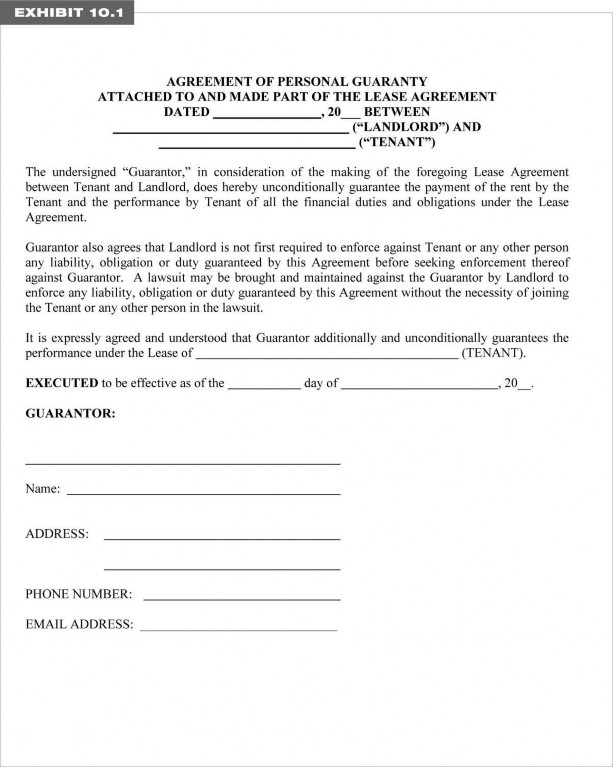 EXHIBIT 10.1
AGREEMENT OF PERSONAL GUARANTY
ATTACHED TO AND MADE PART OF THE LEASE AGREEMENT
DATED _______________, 20___ BETWEEN
_________________________________ (“LANDLORD”) AND
___________________________ (“TENANT”)
The undersigned “Guarantor,” in consideration of the making of the foregoing Lease Agreement
between Tenant and Landlord, does hereby unconditionally guarantee the payment of the rent by the
Tenant and the performance by Tenant of all the financial duties and obligations under the Lease
Agreement.
Guarantor also agrees that Landlord is not first required to enforce against Tenant or any other person
any liability, obligation or duty guaranteed by this Agreement before seeking enforcement thereof
against Guarantor. A lawsuit may be brought and maintained against the Guarantor by Landlord to
enforce any liability, obligation or duty guaranteed by this Agreement without the necessity of joining
the Tenant or any other person in the lawsuit.
It is expressly agreed and understood that Guarantor additionally and unconditionally guarantees the
performance under the Lease of ____________________________________ (TENANT).
EXECUTED to be effective as of the __________ day of ______________________, 20__.
GUARANTOR:
Name: ______________________________________
ADDRESS: _________________________________
PHONE NUMBER: ___________________________
EMAIL ADDRESS: ___________________________